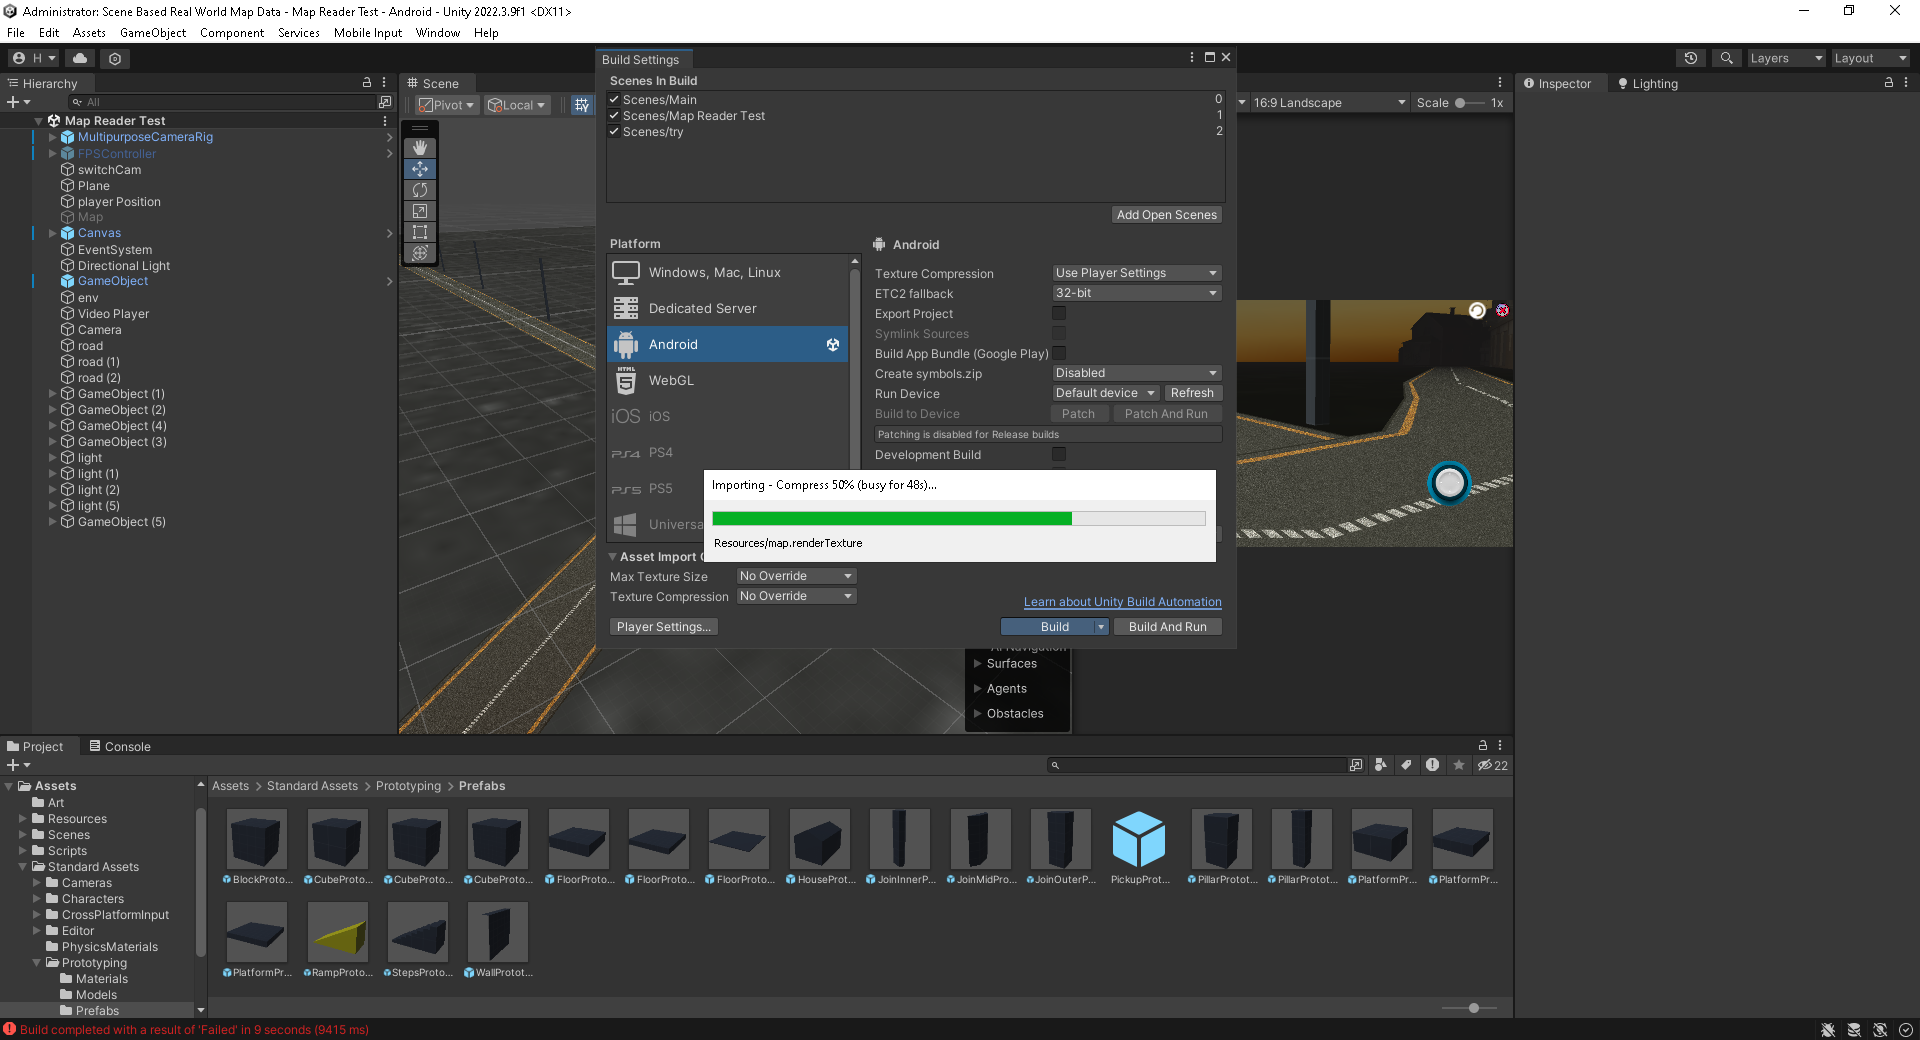 Administrator: Scene Based Real World Map Data - Map Reader Test - Android - Unity 2022.3.9f1 <DX11>
File Edit Assets GameObject Component Services Mobile Input Window Help
H
Layers
Layout
Hierarchy
All
Map Reader Test
MultipurposeCameraRig
FPSController
switchCam
Plane
player Position
Map
Canvas
EventSystem
Directional Light
GameObject
env
Video Player
Camera
road
road (1)
road (2)
GameObject (1)
GameObject (2)
GameObject (4)
GameObject (3)
light
light (1)
light (2)
light (5)
GameObject (5)
Scene
Pivot
Local
Build Settings
Scenes In Build
Scenes/Main 0
Scenes/Map Reader Test 1
Scenes/try 2
Add Open Scenes
Platform
Windows, Mac, Linux
Dedicated Server
Android
WebGL
iOS iOS
PS4 PS4
PS5 PS5
Universa
Android
Texture Compression Use Player Settings
ETC2 fallback 32-bit
Export Project
Symlink Sources
Build App Bundle (Google Play)
Create symbols.zip Disabled
Run Device Default device Refresh
Build to Device Patch Patch And Run
Patching is disabled for Release builds
Development Build
Importing - Compress 50% (busy for 48s)...
Resources/map.renderTexture
Asset Import
Max Texture Size No Override
Texture Compression No Override
Learn about Unity Build Automation
Player Settings...
Build
Build And Run
AI Navigation
Surfaces
Agents
Obstacles
16:9 Landscape
Scale 1x
Inspector
Lighting
Project
Console
22
Assets
Art
Resources
Scenes
Scripts
Standard Assets
Cameras
Characters
CrossPlatformInput
Editor
PhysicsMaterials
Prototyping
Materials
Models
Prefabs
Assets > Standard Assets > Prototyping > Prefabs
BlockProto... CubeProto... CubeProto... CubeProto... FloorProto... FloorProto... FloorProto... HouseProt... JoinInnerP... JoinMidPro... JoinOuterP... PickupProt... PillarPrototot... PillarPrototot... PlatformPr... PlatformPr...
PlatformPr... RampProto... StepsProto... WallProtot...
Build completed with a result of 'Failed' in 9 seconds (9415 ms)